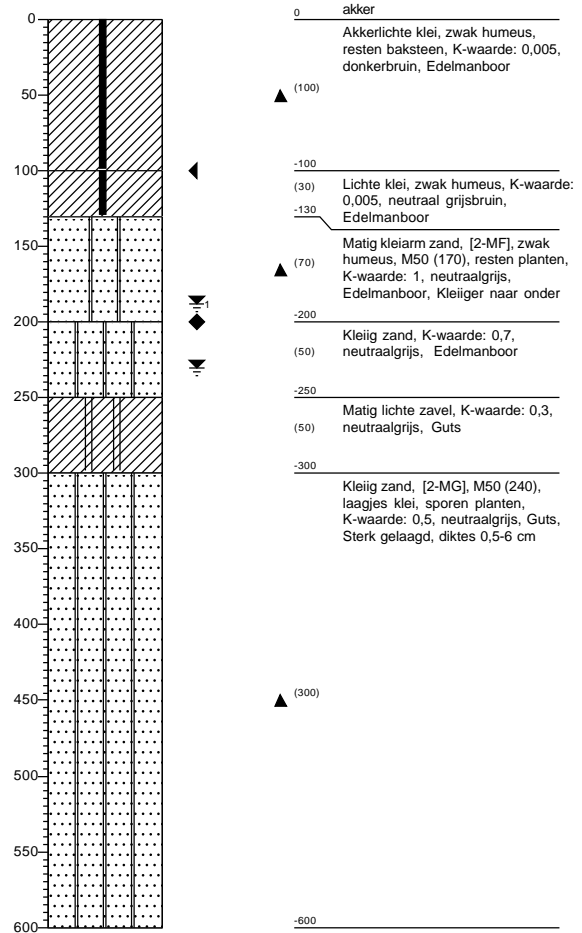 0
50
100
150
200
250
300
350
400
450
500
550
600
1
0 akker
Akkerlichte klei, zwak humeus,
resten baksteen, K-waarde: 0,005,
donkerbruin, Edelmanboor
(100)
-100
(30) Lichte klei, zwak humeus, K-waarde:
0,005, neutraal grijsbruin,
Edelmanboor
-130
Matig kleiarm zand, [2-MF], zwak
humeus, M50 (170), resten planten,
(70) K-waarde: 1, neutraalgrijs,
Edelmanboor, Kleiiger naar onder
-200
Kleiig zand, K-waarde: 0,7,
(50) neutraalgrijs, Edelmanboor
-250
Matig lichte zavel, K-waarde: 0,3,
(50) neutraalgrijs, Guts
-300
Kleiig zand, [2-MG], M50 (240),
laagjes klei, sporen planten,
K-waarde: 0,5, neutraalgrijs, Guts,
Sterk gelaagd, diktes 0,5-6 cm
(300)
-600